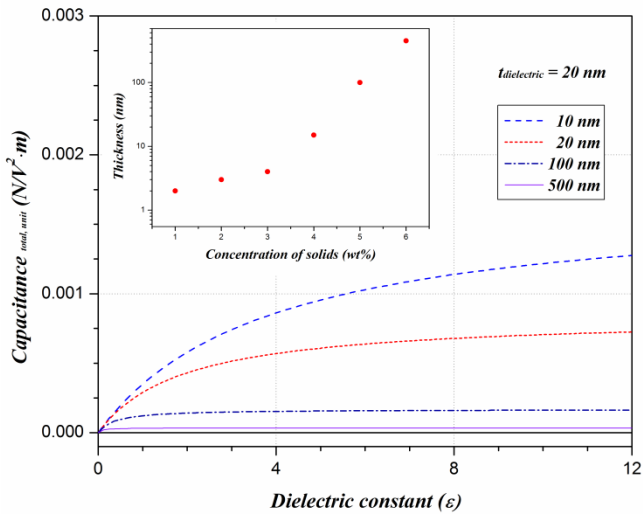 0.003
0.002
0.001
0.000
Capacitance total, unit (N/V²·m)
0
4
8
12
Dielectric constant (ε)
tdielectric = 20 nm
10 nm
20 nm
100 nm
500 nm
Thickness (nm)
100
10
1
1 2 3 4 5 6
Concentration of solids (wt%)